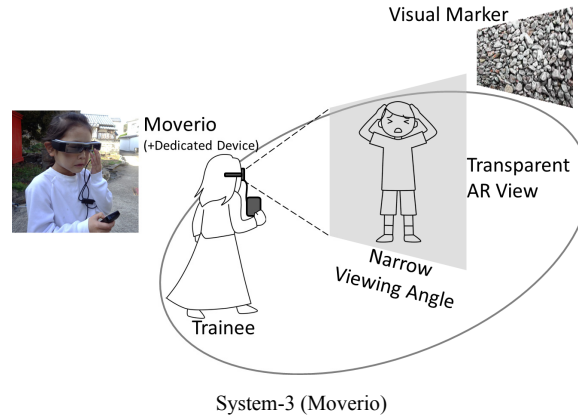 Visual Marker
Moverio
(+Dedicated Device)
Transparent
AR View
Narrow
Viewing Angle
Trainee
System-3 (Moverio)